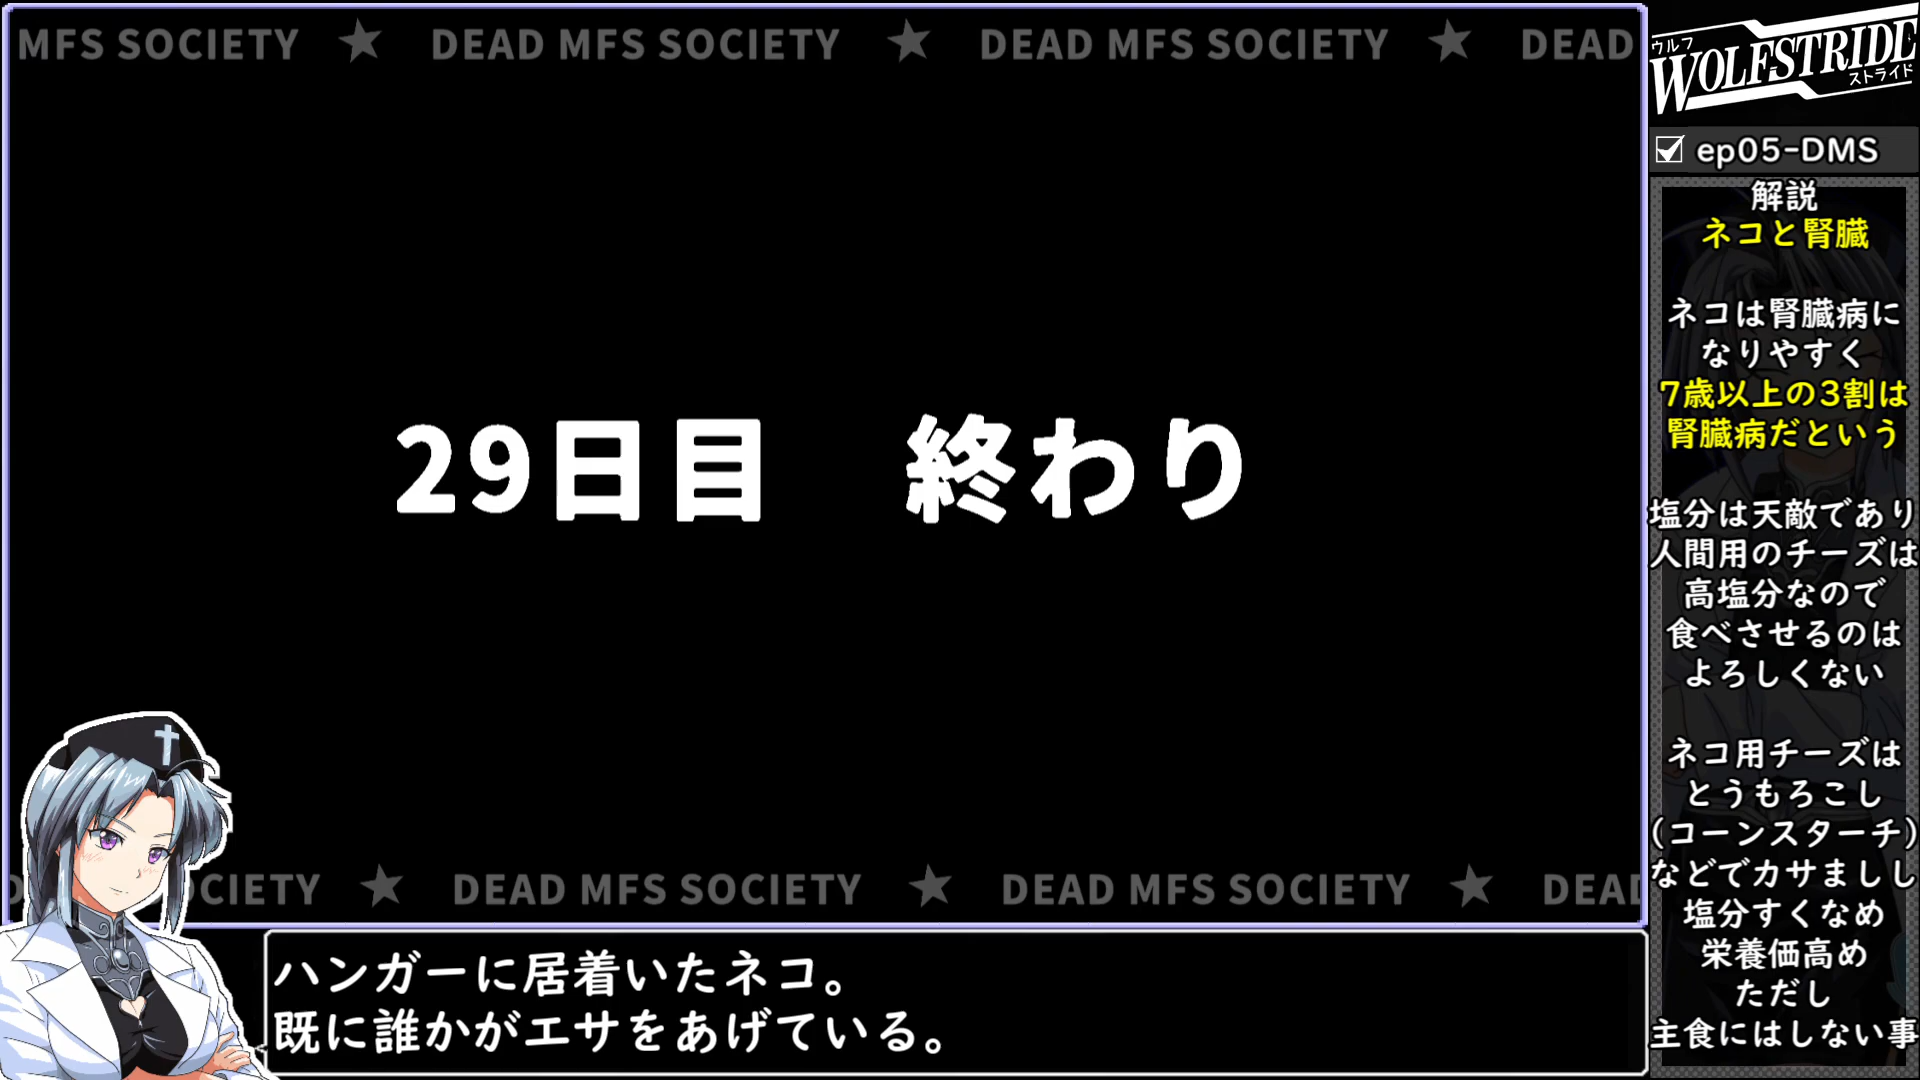 MFS SOCIETY ★ DEAD MFS SOCIETY ★ DEAD MFS SOCIETY ★ DEAD
29日目 終わり
CIETY ★ DEAD MFS SOCIETY ★ DEAD MFS SOCIETY ★ DEAD
ハンガーに居着いたネコ。
既に誰かがエサをあげている。
ウルフ
WOLFSTRIDE
ストライド
ep05-DMS
解説
ネコと腎臓
ネコは腎臓病に
なりやすく
7歳以上の3割は
腎臓病だという
塩分は天敵であり
人間用のチーズは
高塩分なので
食べさせるのは
よろしくない
ネコ用チーズは
とうもろこし
(コーンスターチ)
などでカサましし
塩分すくなめ
栄養価高め
ただし
主食にはしない事